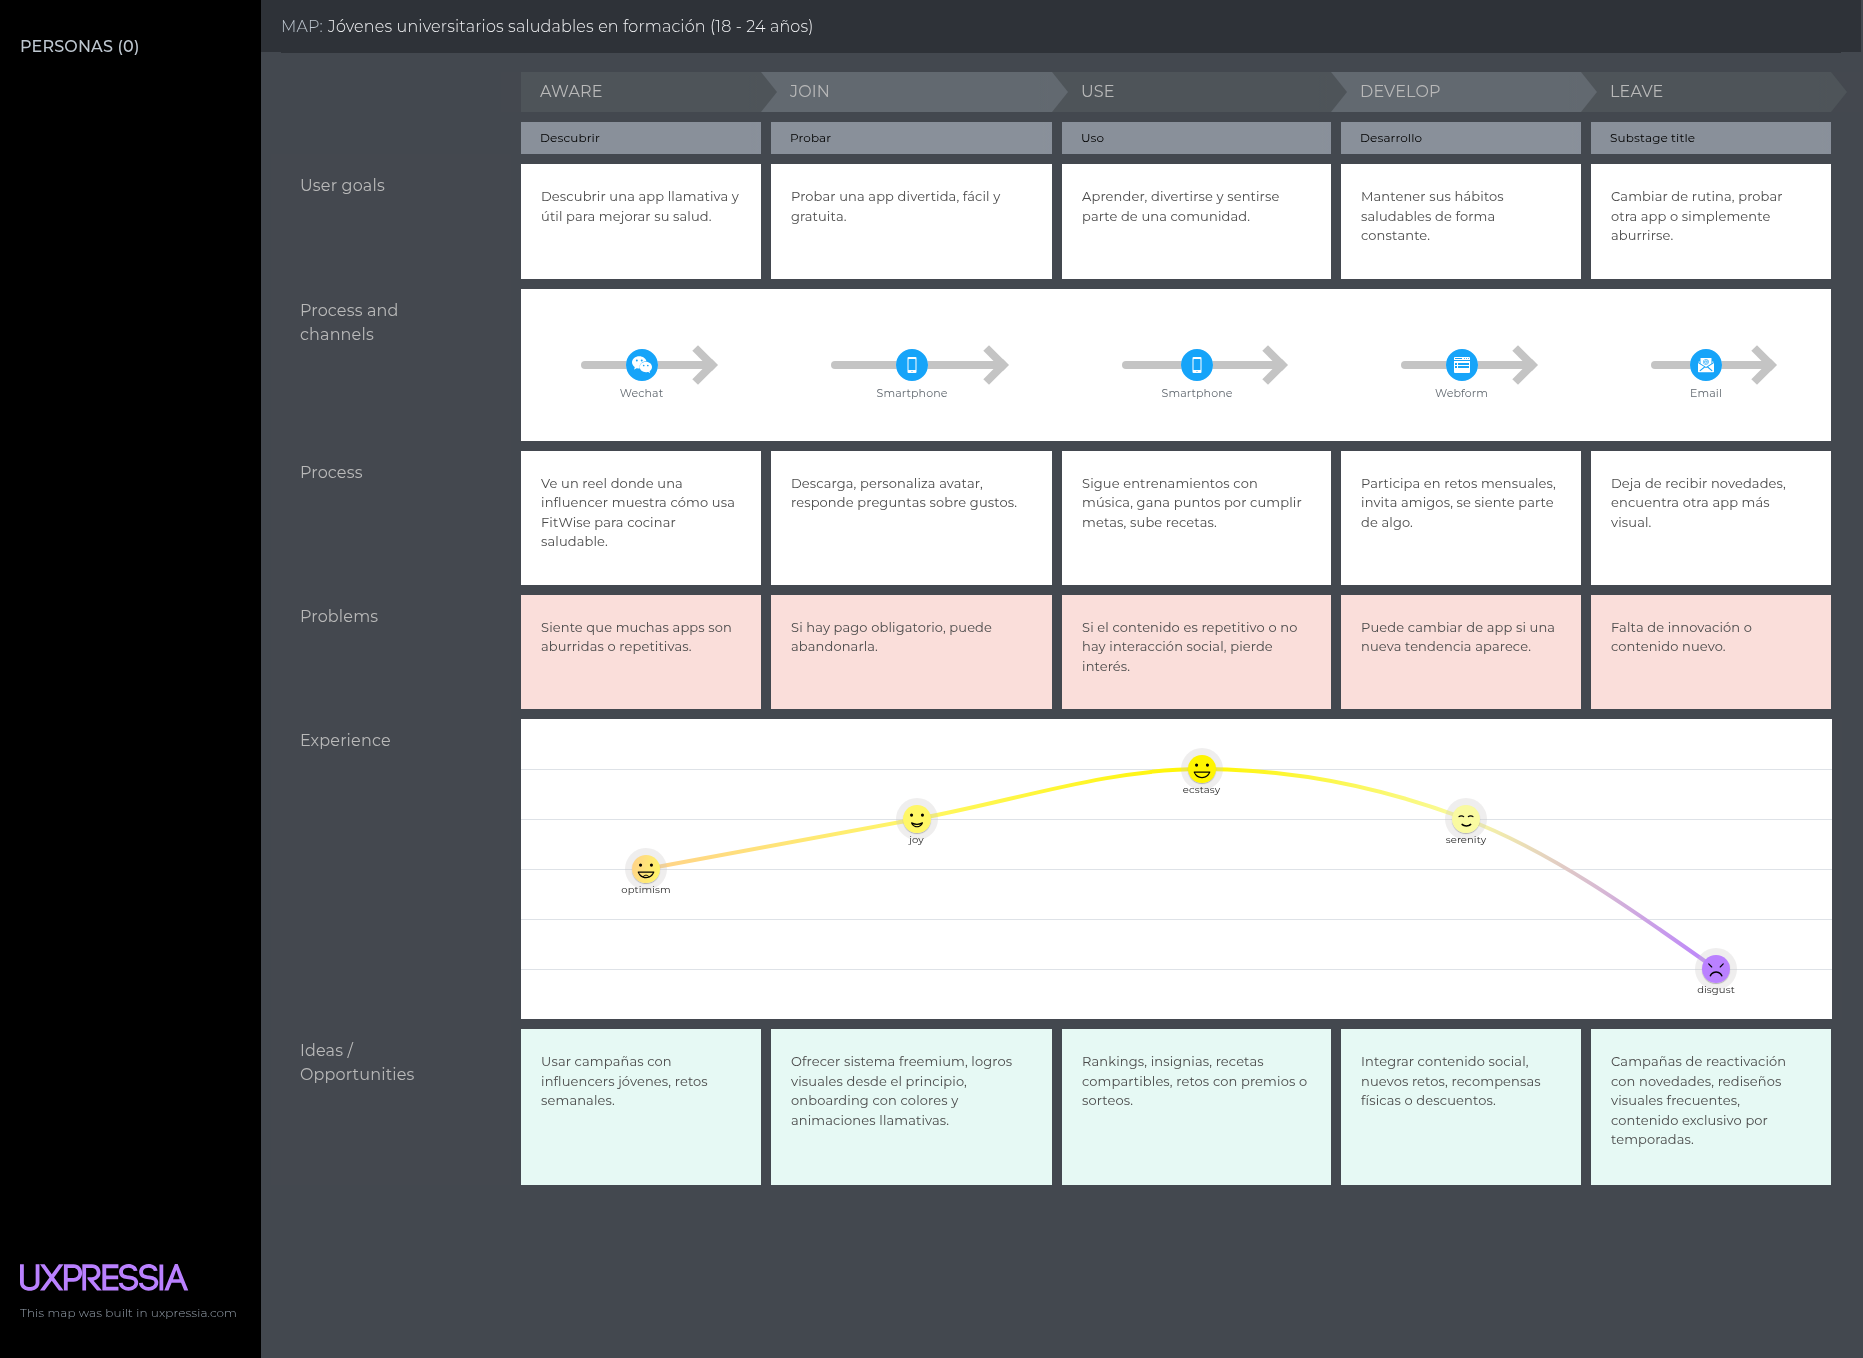 PERSONAS (0)
MAP: Jóvenes universitarios saludables en formación (18 - 24 años)
AWARE
JOIN
USE
DEVELOP
LEAVE
Descubrir
Probar
Uso
Desarrollo
Substage title
User goals
Descubrir una app llamativa y
útil para mejorar su salud.
Probar una app divertida, fácil y
gratuita.
Aprender, divertirse y sentirse
parte de una comunidad.
Mantener sus hábitos
saludables de forma
constante.
Cambiar de rutina, probar
otra app o simplemente
aburrirse.
Process and
channels
Wechat
Smartphone
Smartphone
Webform
Email
Process
Ve un reel donde una
influencer muestra cómo usa
FitWise para cocinar
saludable.
Descarga, personaliza avatar,
responde preguntas sobre gustos.
Sigue entrenamientos con
música, gana puntos por cumplir
metas, sube recetas.
Participa en retos mensuales,
invita amigos, se siente parte
de algo.
Deja de recibir novedades,
encuentra otra app más
visual.
Problems
Siente que muchas apps son
aburridas o repetitivas.
Si hay pago obligatorio, puede
abandonarla.
Si el contenido es repetitivo o no
hay interacción social, pierde
interés.
Puede cambiar de app si una
nueva tendencia aparece.
Falta de innovación o
contenido nuevo.
Experience
optimism
joy
ecstasy
serenity
disgust
Ideas /
Opportunities
Usar campañas con
influencers jóvenes, retos
semanales.
Ofrecer sistema freemium, logros
visuales desde el principio,
onboarding con colores y
animaciones llamativas.
Rankings, insignias, recetas
compartibles, retos con premios o
sorteos.
Integrar contenido social,
nuevos retos, recompensas
físicas o descuentos.
Campañas de reactivación
con novedades, rediseños
visuales frecuentes,
contenido exclusivo por
temporadas.
UXPRESSIA
This map was built in uxpressia.com